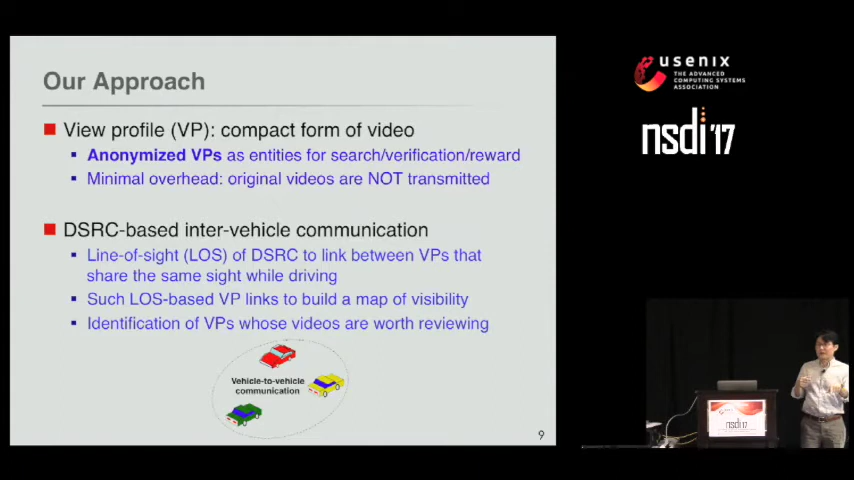 Our Approach
View profile (VP): compact form of video
Anonymized VPs as entities for search/verification/reward
Minimal overhead: original videos are NOT transmitted
DSRC-based inter-vehicle communication
Line-of-sight (LOS) of DSRC to link between VPs that
share the same sight while driving
Such LOS-based VP links to build a map of visibility
Identification of VPs whose videos are worth reviewing
Vehicle-to-vehicle
communication
9
usenix
THE ADVANCED
COMPUTING SYSTEMS
ASSOCIATION
nsdi '17
nsdi 17